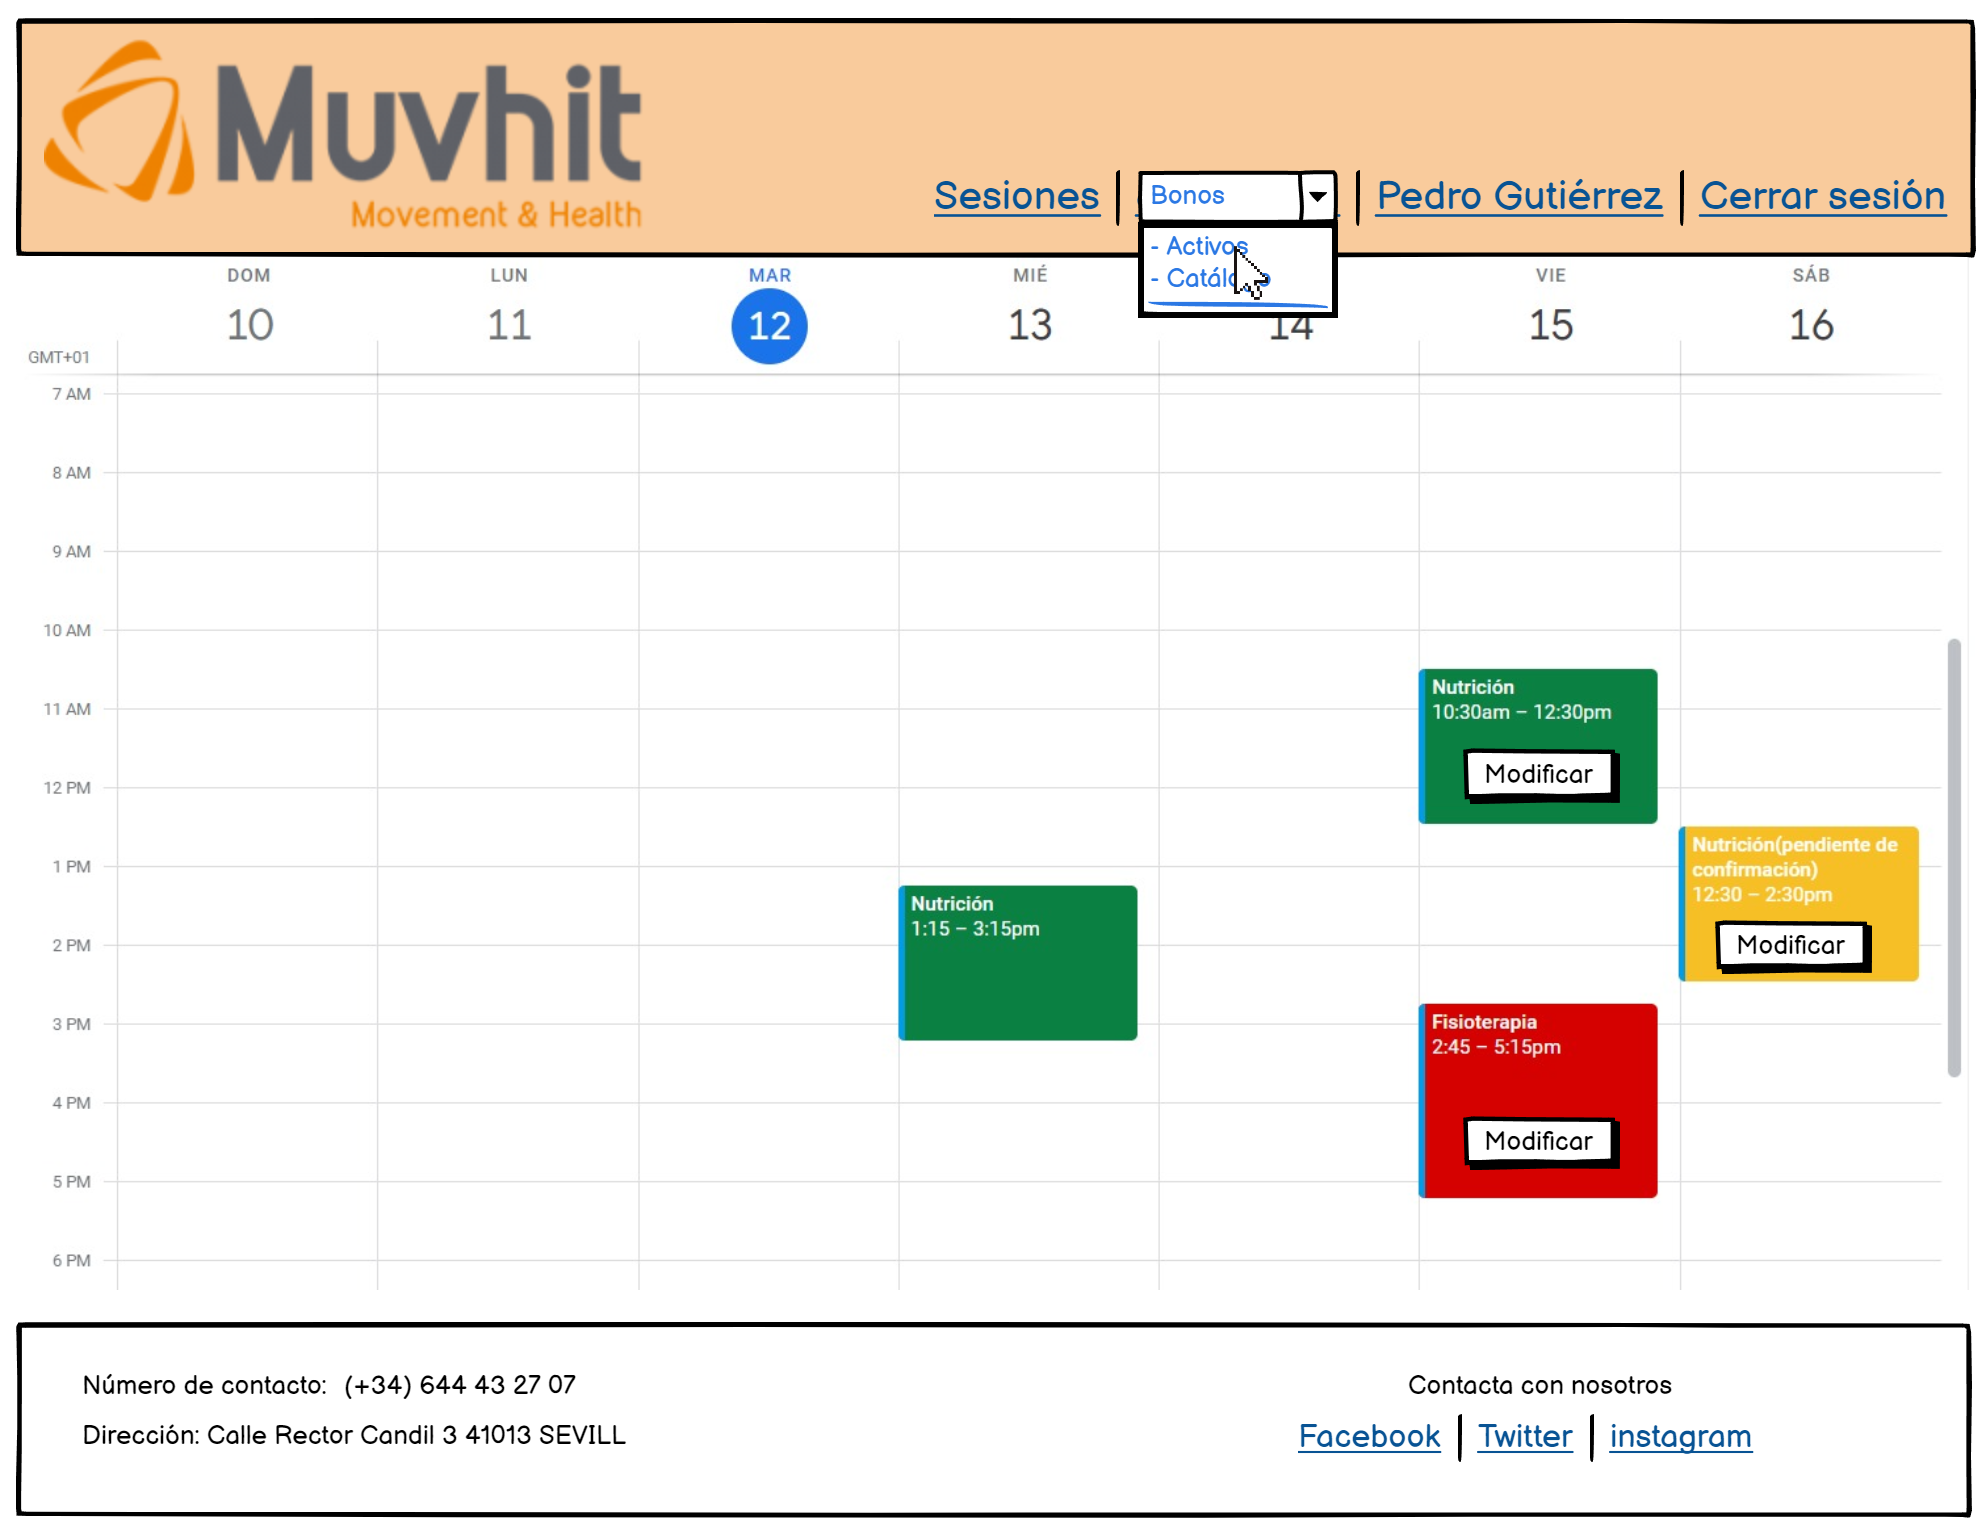 Muvhit
Movement & Health
Sesiones
Bonos
Pedro Gutiérrez
Cerrar sesión
- Activos
-
DOM
LUN
MAR
MIÉ
VIE
SÁB
10
11
12
13
14
15
16
GMT+01
7 AM
8 AM
9 AM
10 AM
11 AM
12 PM
1 PM
2 PM
3 PM
4 PM
5 PM
6 PM
Nutrición
1:15 – 3:15pm
Nutrición
10:30am – 12:30pm
Modificar
Fisioterapia
2:45 – 5:15pm
Modificar
Nutrición(pendiente de
confirmación)
12:30 – 2:30pm
Modificar
Número de contacto: (+34) 644 43 27 07
Dirección: Calle Rector Candil 3 41013 SEVILL
Contacta con nosotros
Facebook
Twitter
instagram